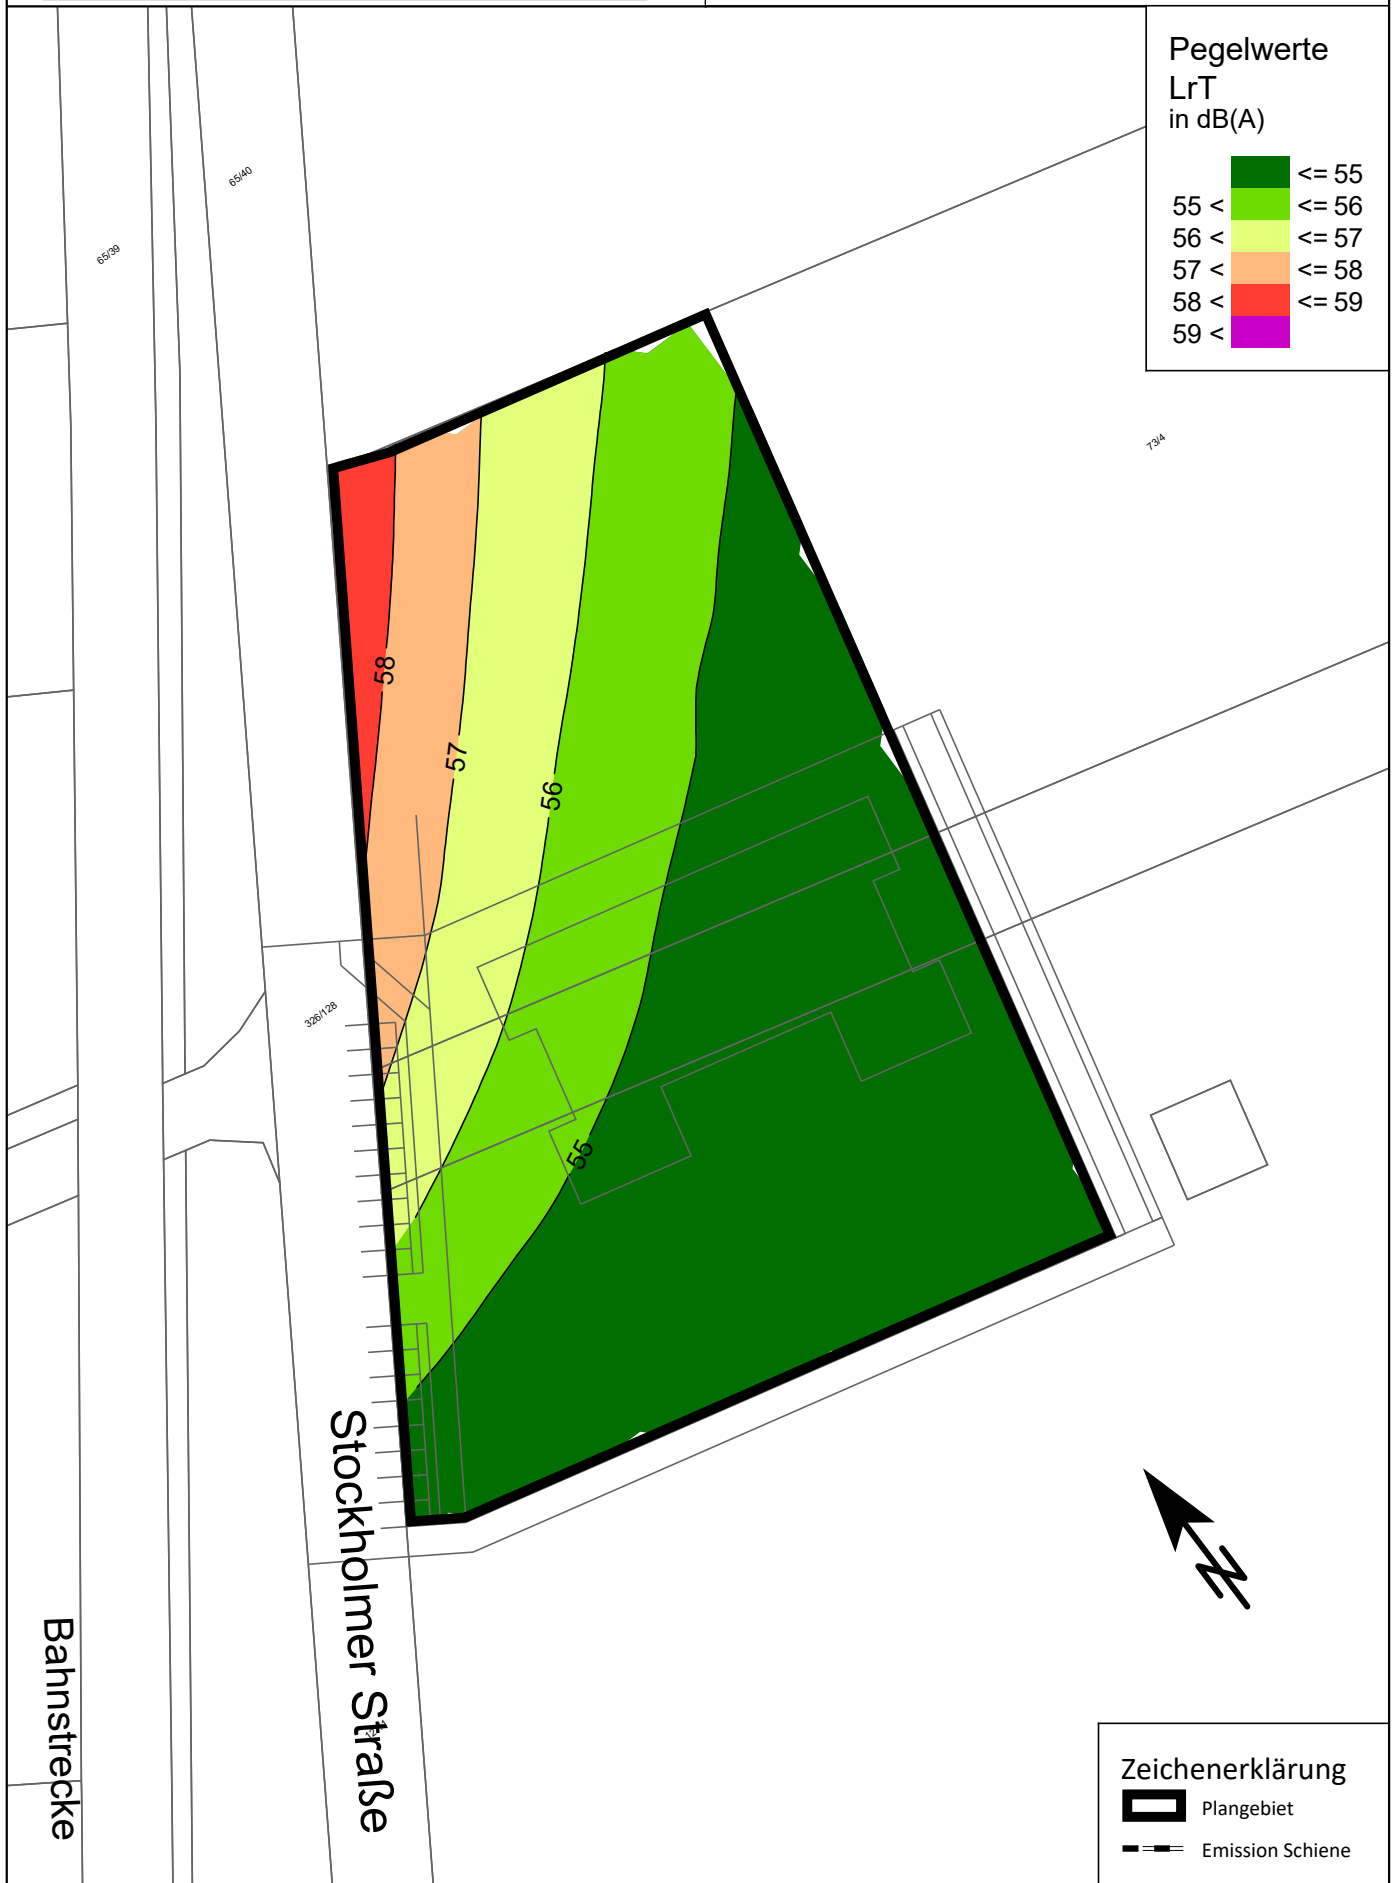 Pegelwerte
LrT
in dB(A)
<= 55
55 < <= 56
56 < <= 57
57 < <= 58
58 < <= 59
59 <
65/40
65/39
73/4
58
57
56
326/128
55
Stockholmer Straße
Bahnstrecke
Zeichenerklärung
Plangebiet
Emission Schiene